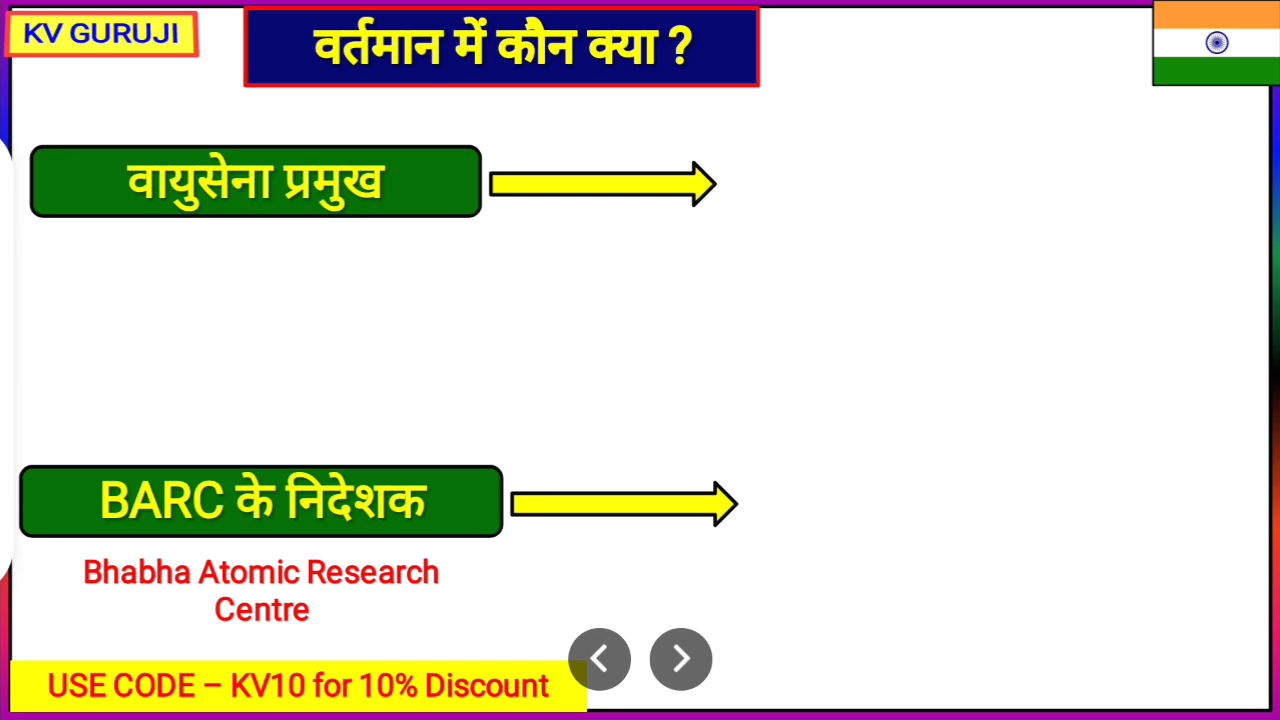 KV GURUJI
वर्तमान में कौन क्या ?
वायुसेना प्रमुख
BARC के निदेशक
Bhabha Atomic Research
Centre
USE CODE – KV10 for 10% Discount